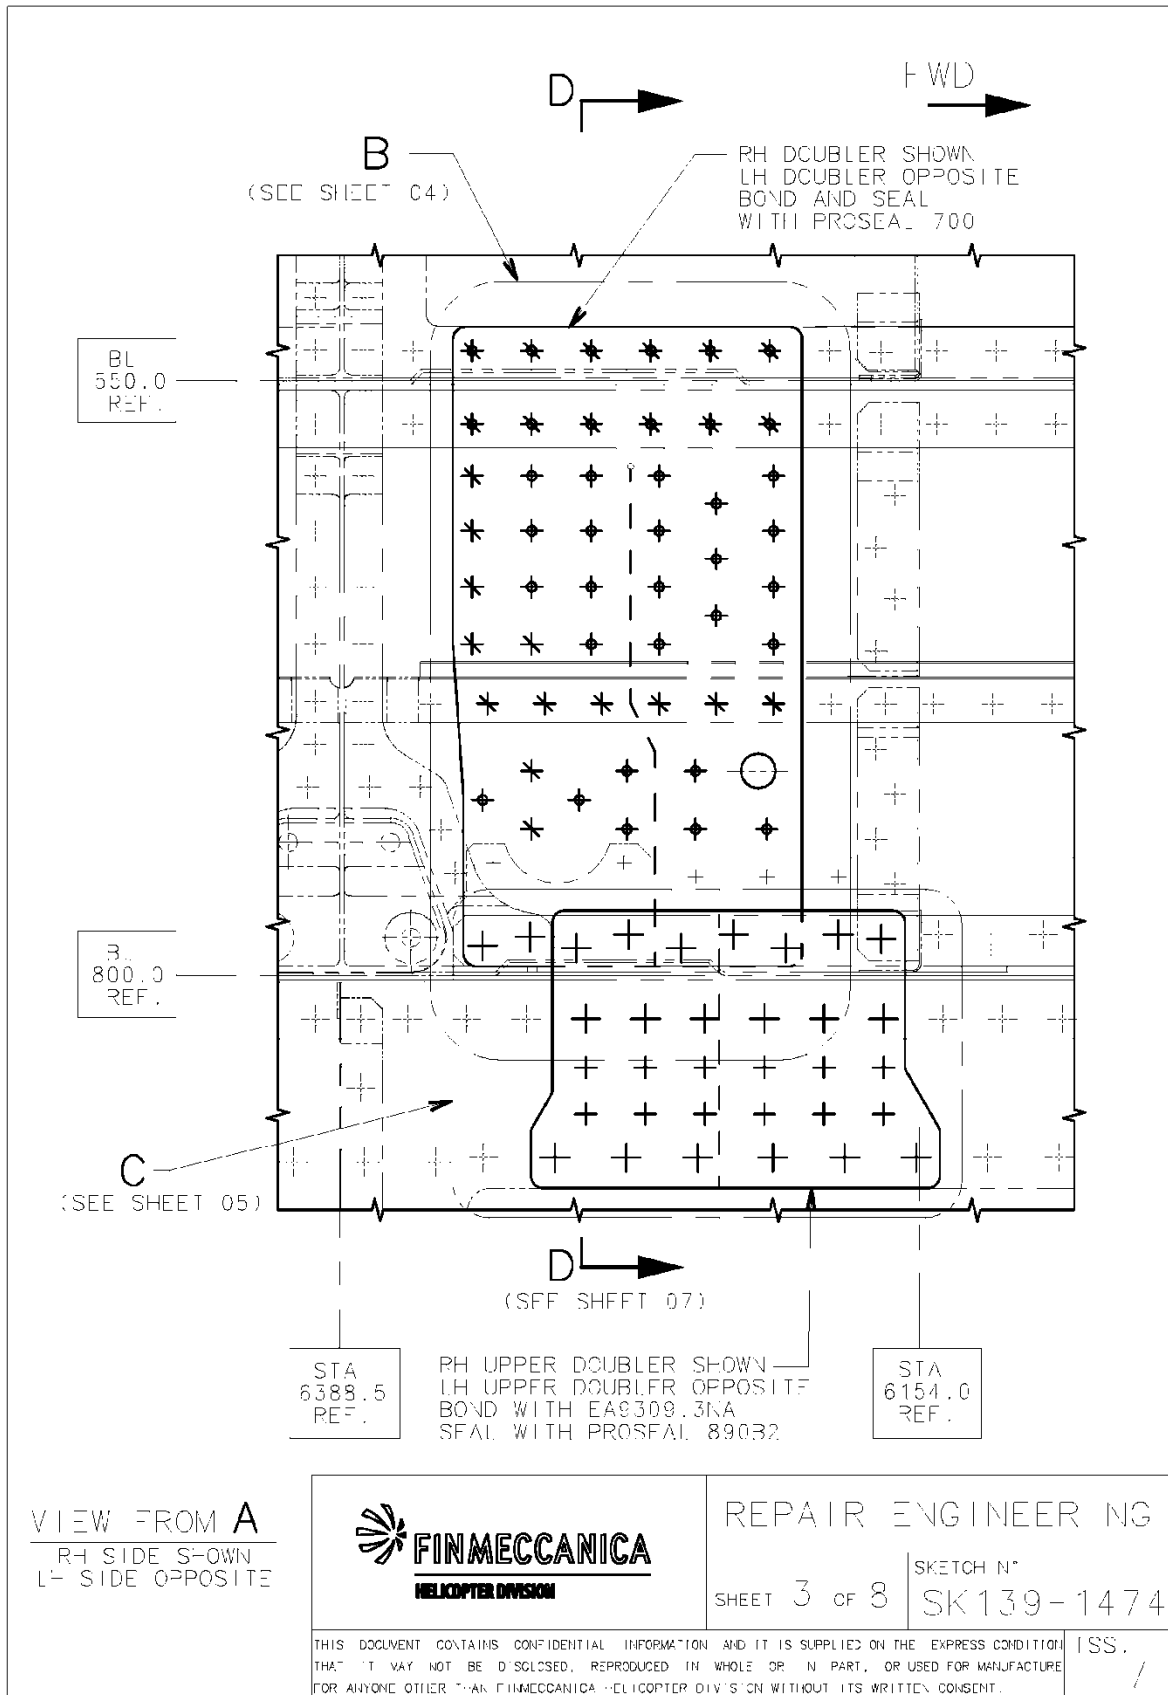 D
FWD
B
(SEE SHEET 04)
RH DOUBLER SHOWN
LH DOUBLER OPPOSITE
BOND AND SEAL
WITH PROSEAL 700
BL
550.0
REF.
BL
800.0
REF.
C
(SEE SHEET 05)
D
(SEE SHEET 07)
STA
6388.5
REF.
RH UPPER DOUBLER SHOWN
LH UPPER DOUBLER OPPOSITE
BOND WITH EA9309.3NA
SEAL WITH PROSEAL 890B2
STA
6154.0
REF.
VIEW FROM A
RH SIDE SHOWN
LH SIDE OPPOSITE
FINMECCANICA
HELICOPTER DIVISION
REPAIR ENGINEERING
SHEET 3 OF 8
SKETCH N°
SK139-1474
THIS DOCUMENT CONTAINS CONFIDENTIAL INFORMATION AND IT IS SUPPLIED ON THE EXPRESS CONDITION
THAT IT MAY NOT BE DISCLOSED, REPRODUCED IN WHOLE OR IN PART, OR USED FOR MANUFACTURE
FOR ANYONE OTHER THAN FINMECCANICA HELICOPTER DIVISION WITHOUT ITS WRITTEN CONSENT.
ISS.
/